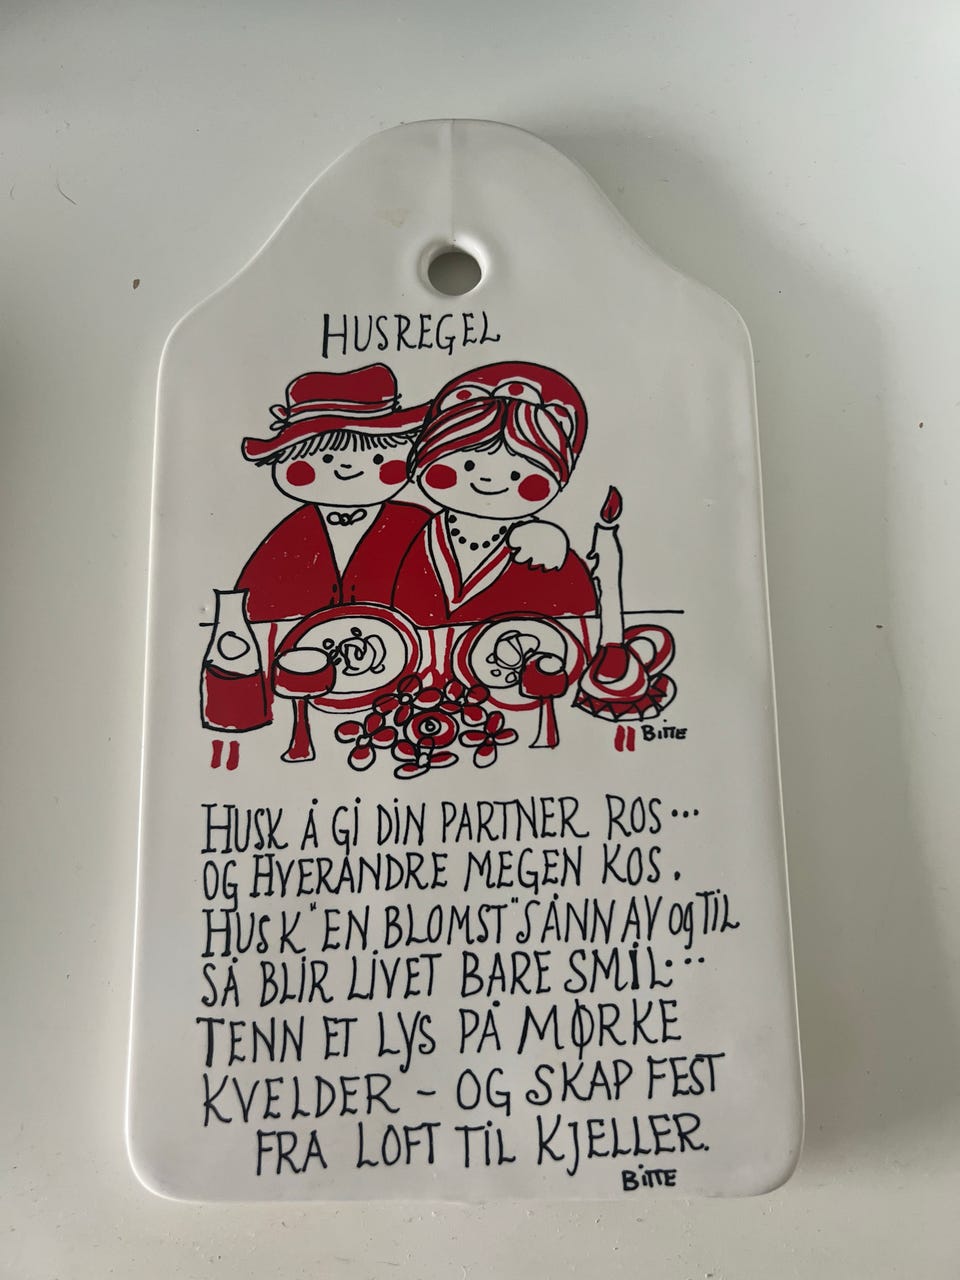 HUSREGEL
BiTTE
HUSK Å Gi DiN PARTNER ROS...
OG HVERANDRE MEGEN KOS.
HUSK "EN BLOMST" SÅNN AV og TiL
SÅ BLiR LiVET BARE SMiL...
TENN ET LYS PÅ MØRKE
KVELDER - OG SKAP FEST
FRA LOFT TiL KJELLER.
BiTTE